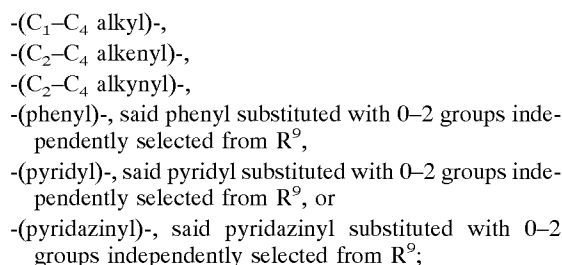 -(C₁–C₄ alkyl)-,
-(C₂–C₄ alkenyl)-,
-(C₂–C₄ alkynyl)-,
-(phenyl)-, said phenyl substituted with 0–2 groups inde-
pendently selected from R⁹,
-(pyridyl)-, said pyridyl substituted with 0–2 groups inde-
pendently selected from R⁹, or
-(pyridazinyl)-, said pyridazinyl substituted with 0–2
groups independently selected from R⁹;